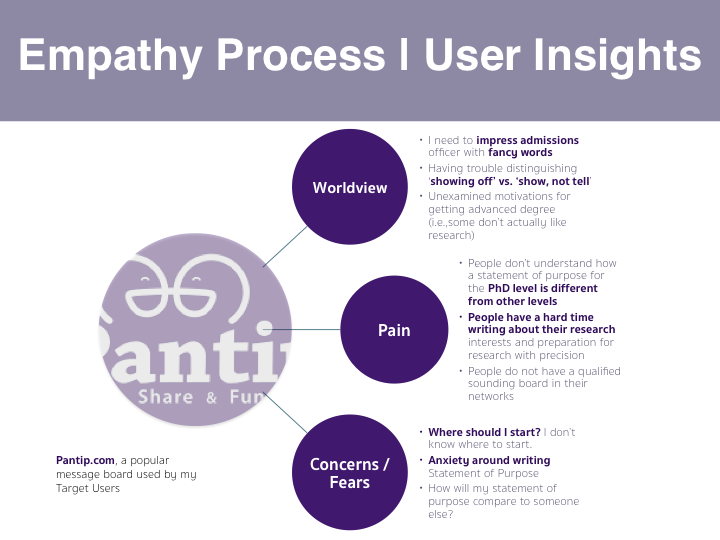 Empathy Process | User Insights
Worldview
• I need to impress admissions
officer with fancy words
• Having trouble distinguishing
'showing off' vs. 'show, not tell'
• Unexamined motivations for
getting advanced degree
(i.e.,some don't actually like
research)
Pain
• People don't understand how
a statement of purpose for
the PhD level is different
from other levels
• People have a hard time
writing about their research
interests and preparation for
research with precision
• People do not have a qualified
sounding board in their
networks
Concerns /
Fears
• Where should I start? I don't
know where to start.
• Anxiety around writing
Statement of Purpose
• How will my statement of
purpose compare to someone
else?
Panti
Share & Fun
Pantip.com, a popular
message board used by my
Target Users